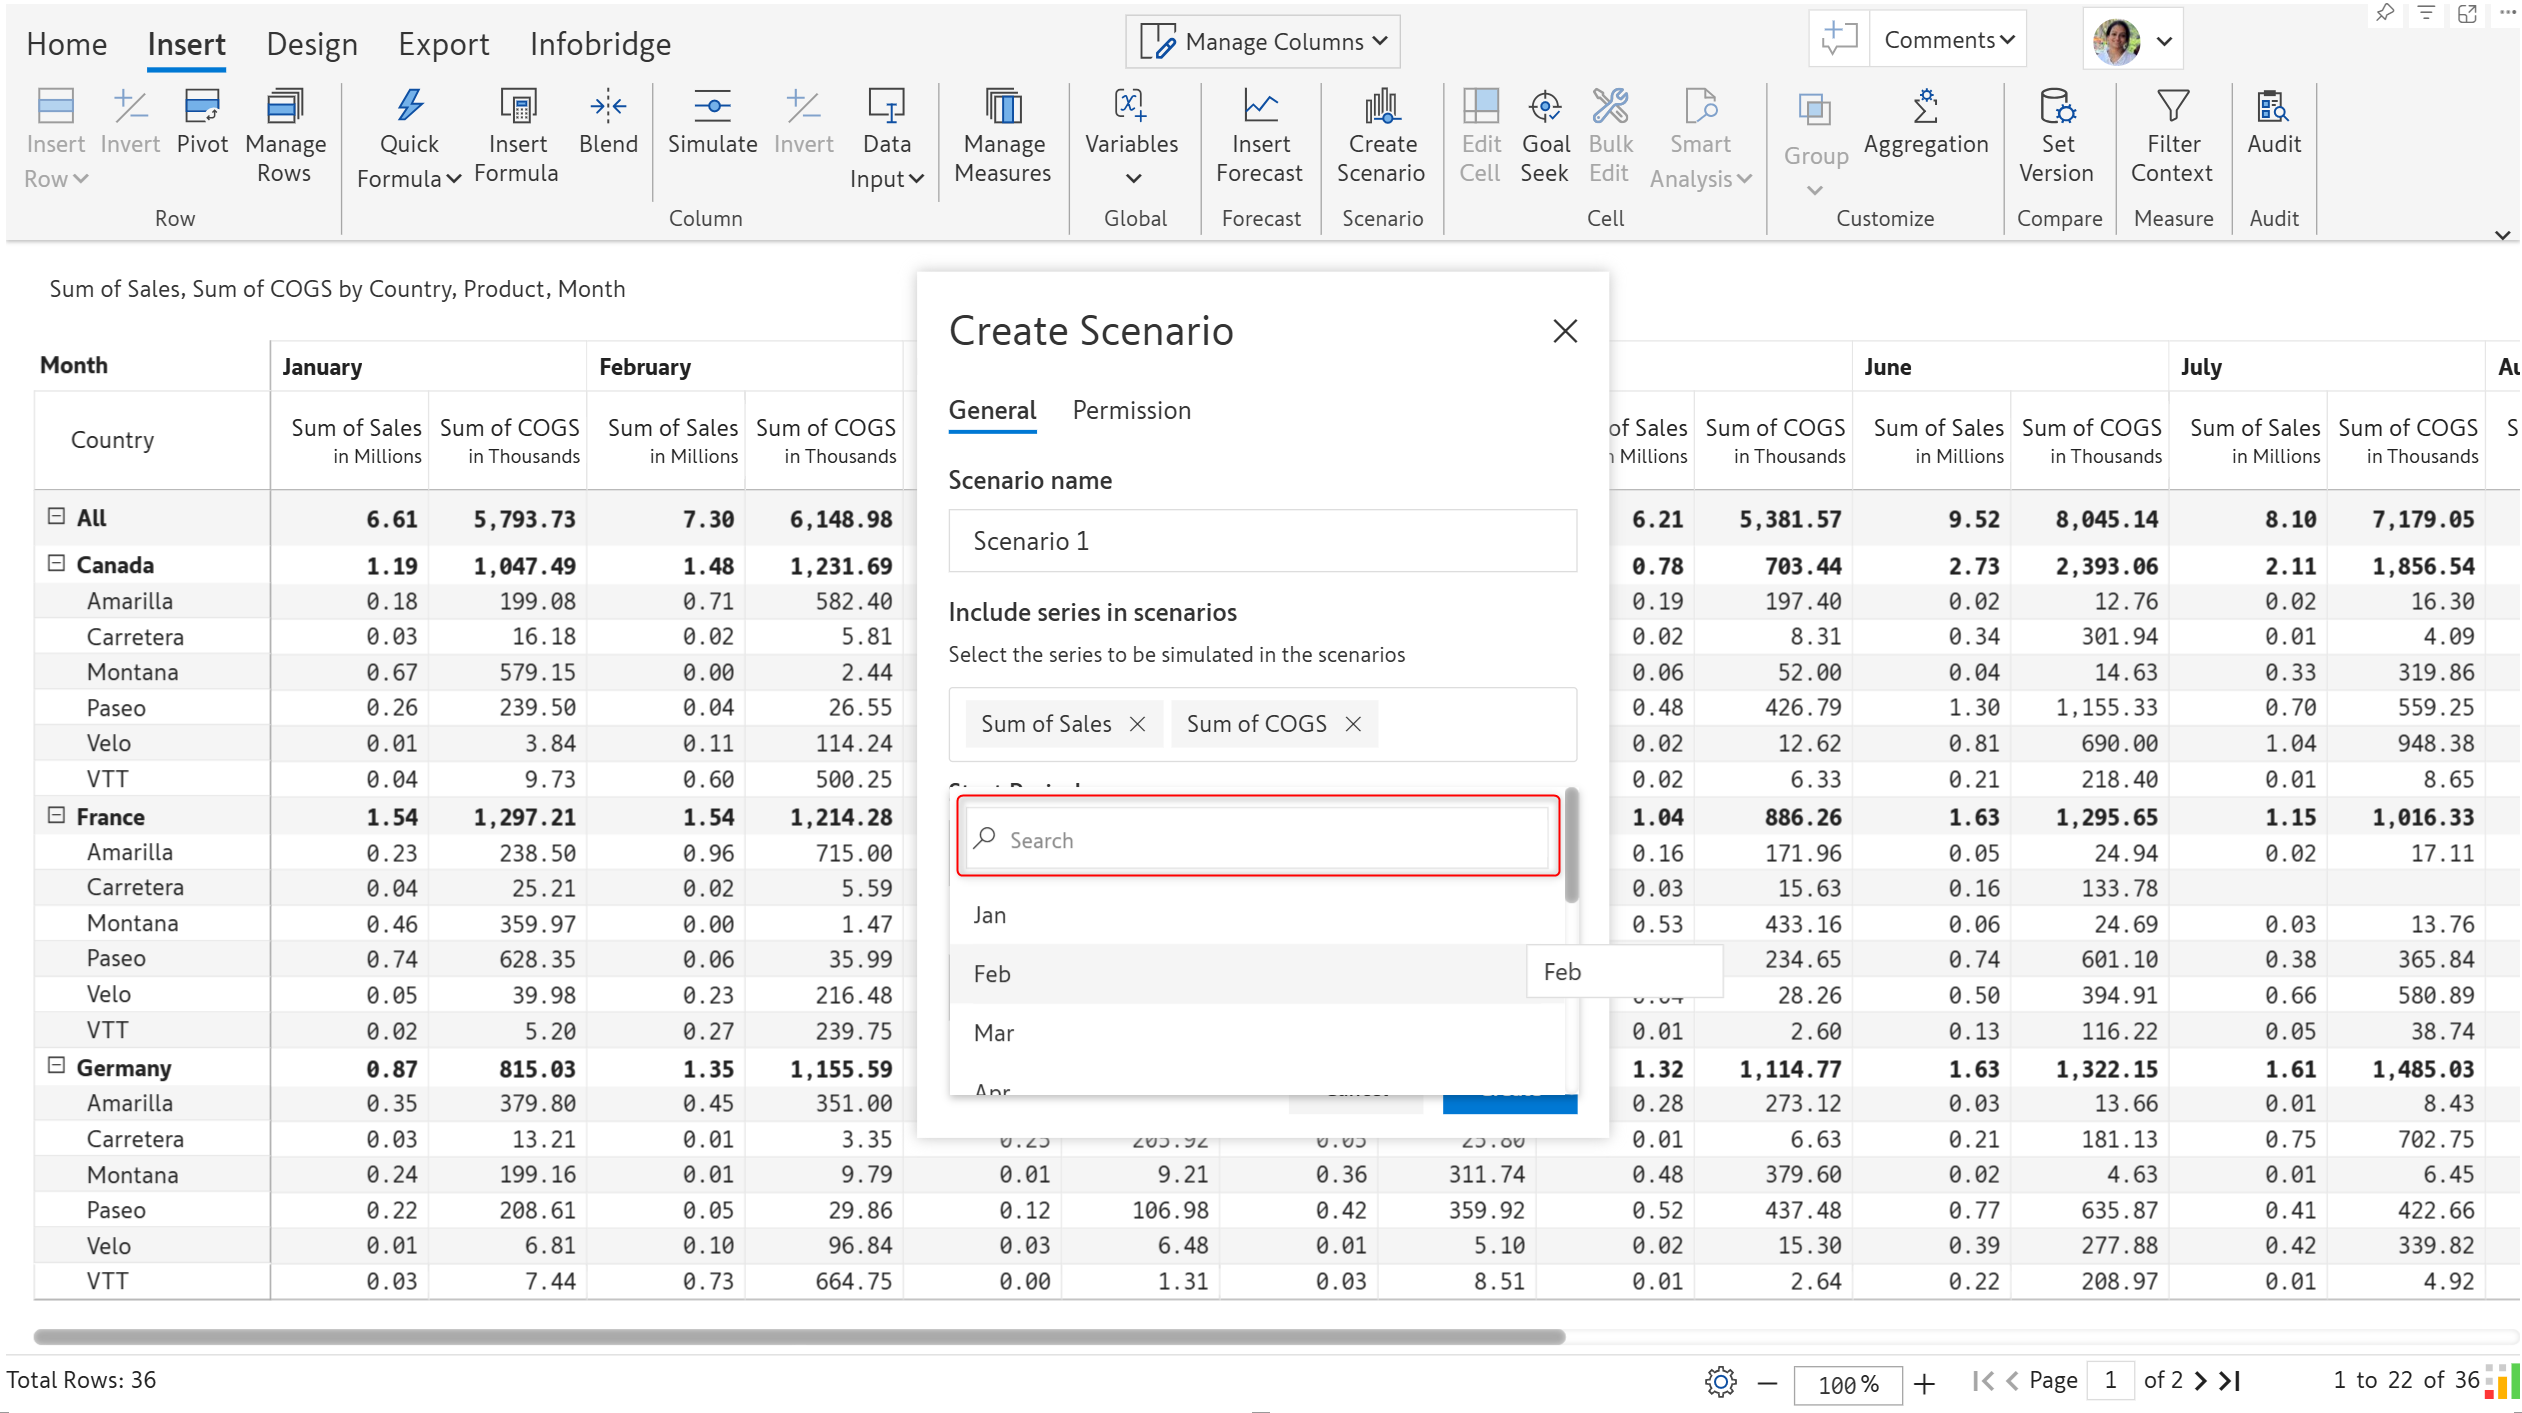 Home Insert Design Export Infobridge Manage Columns Comments
Insert Row Invert Pivot Manage Rows Quick Formula Insert Formula Blend Simulate Invert Data Input Manage Measures Variables Insert Forecast Create Scenario Edit Cell Goal Seek Bulk Edit Smart Analysis Group Aggregation Set Version Filter Context Audit
Row Column Global Forecast Scenario Cell Customize Compare Measure Audit
Sum of Sales, Sum of COGS by Country, Product, Month
Create Scenario
General Permission
Scenario name
Scenario 1
Include series in scenarios
Select the series to be simulated in the scenarios
Sum of Sales Sum of COGS
Search
Jan
Feb Feb
Mar
Apr
Month January February June July
Country Sum of Sales in Millions Sum of COGS in Thousands Sum of Sales in Millions Sum of COGS in Thousands of Sales Millions Sum of COGS in Thousands Sum of Sales in Millions Sum of COGS in Thousands Sum of Sales in Millions Sum of COGS in Thousands
All 6.61 5,793.73 7.30 6,148.98 6.21 5,381.57 9.52 8,045.14 8.10 7,179.05
Canada 1.19 1,047.49 1.48 1,231.69 0.78 703.44 2.73 2,393.06 2.11 1,856.54
Amarilla 0.18 199.08 0.71 582.40 0.19 197.40 0.02 12.76 0.02 16.30
Carretera 0.03 16.18 0.02 5.81 0.02 8.31 0.34 301.94 0.01 4.09
Montana 0.67 579.15 0.00 2.44 0.06 52.00 0.04 14.63 0.33 319.86
Paseo 0.26 239.50 0.04 26.55 0.48 426.79 1.30 1,155.33 0.70 559.25
Velo 0.01 3.84 0.11 114.24 0.02 12.62 0.81 690.00 1.04 948.38
VTT 0.04 9.73 0.60 500.25 0.02 6.33 0.21 218.40 0.01 8.65
France 1.54 1,297.21 1.54 1,214.28 1.04 886.26 1.63 1,295.65 1.15 1,016.33
Amarilla 0.23 238.50 0.96 715.00 0.16 171.96 0.05 24.94 0.02 17.11
Carretera 0.04 25.21 0.02 5.59 0.03 15.63 0.16 133.78
Montana 0.46 359.97 0.00 1.47 0.53 433.16 0.06 24.69 0.03 13.76
Paseo 0.74 628.35 0.06 35.99 234.65 0.74 601.10 0.38 365.84
Velo 0.05 39.98 0.23 216.48 28.26 0.50 394.91 0.66 580.89
VTT 0.02 5.20 0.27 239.75 0.01 2.60 0.13 116.22 0.05 38.74
Germany 0.87 815.03 1.35 1,155.59 1.32 1,114.77 1.63 1,322.15 1.61 1,485.03
Amarilla 0.35 379.80 0.45 351.00 0.28 273.12 0.03 13.66 0.01 8.43
Carretera 0.03 13.21 0.01 3.35 0.01 6.63 0.21 181.13 0.75 702.75
Montana 0.24 199.16 0.01 9.79 0.01 9.21 0.36 311.74 0.48 379.60 0.02 4.63 0.01 6.45
Paseo 0.22 208.61 0.05 29.86 0.12 106.98 0.42 359.92 0.52 437.48 0.77 635.87 0.41 422.66
Velo 0.01 6.81 0.10 96.84 0.03 6.48 0.01 5.10 0.02 15.30 0.39 277.88 0.42 339.82
VTT 0.03 7.44 0.73 664.75 0.00 1.31 0.03 8.51 0.01 2.64 0.22 208.97 0.01 4.92
Total Rows: 36 100% Page 1 of 2 1 to 22 of 36